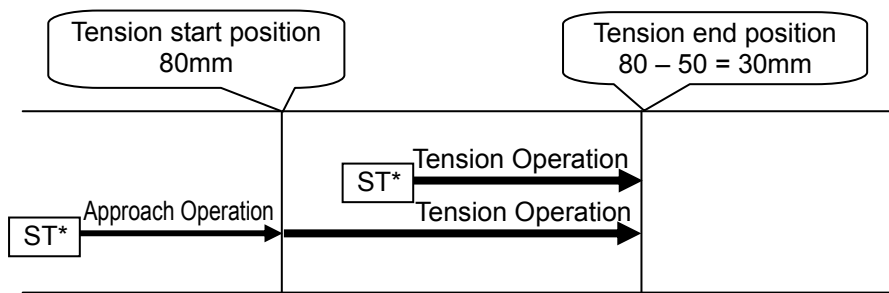 Tension start position
80mm
Tension end position
80 – 50 = 30mm
Tension Operation
ST*
Approach Operation
Tension Operation
ST*